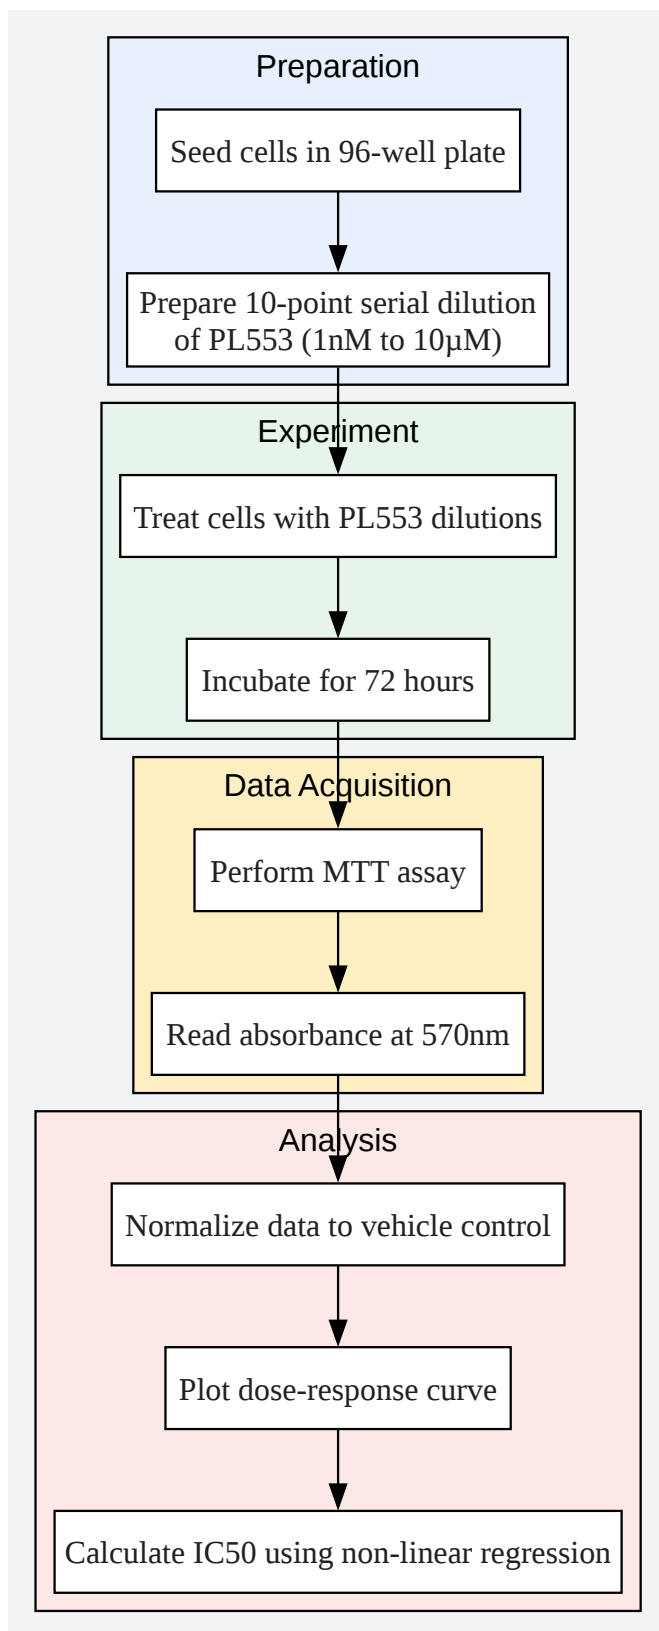 Preparation
Seed cells in 96-well plate
Prepare 10-point serial dilution
of PL553 (1nM to 10µM)
Experiment
Treat cells with PL553 dilutions
Incubate for 72 hours
Data Acquisition
Perform MTT assay
Read absorbance at 570nm
Analysis
Normalize data to vehicle control
Plot dose-response curve
Calculate IC50 using non-linear regression